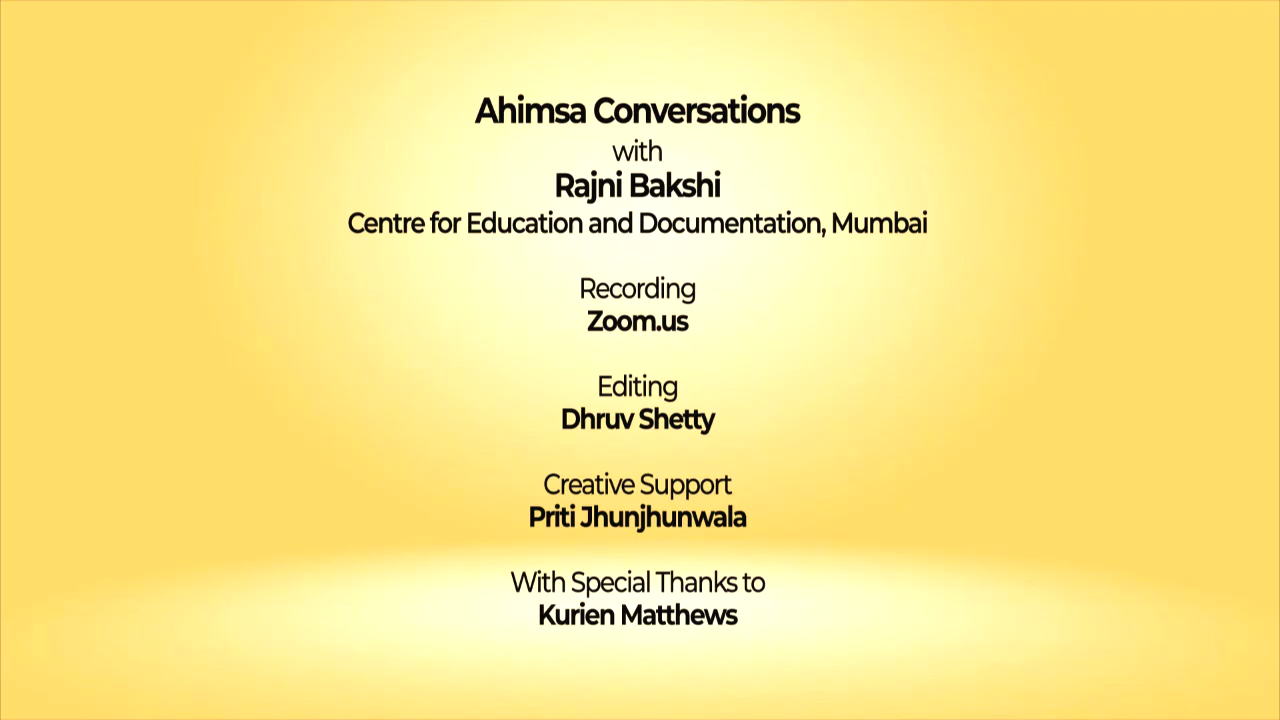 Ahimsa Conversations
with
Rajni Bakshi
Centre for Education and Documentation, Mumbai
Recording
Zoom.us
Editing
Dhruv Shetty
Creative Support
Priti Jhunjhunwala
With Special Thanks to
Kurien Matthews